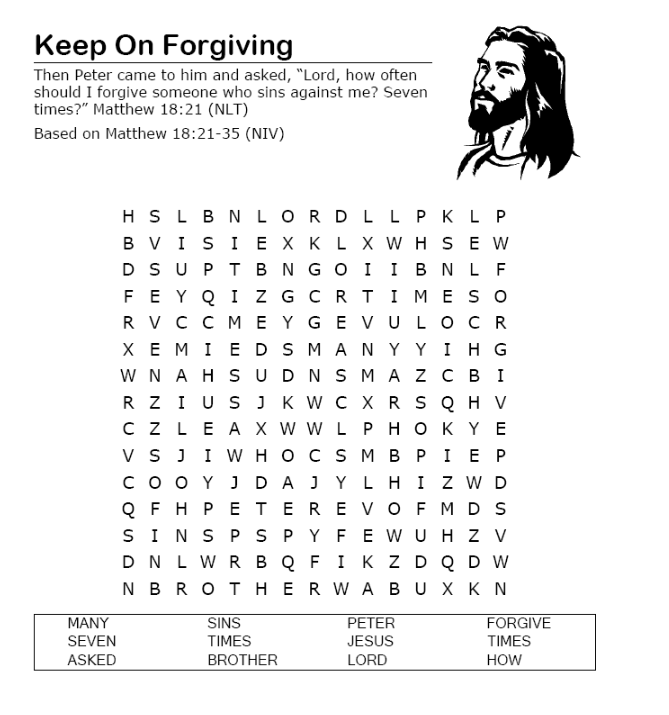 Keep On Forgiving
Then Peter came to him and asked, “Lord, how often
should I forgive someone who sins against me? Seven
times?” Matthew 18:21 (NLT)
Based on Matthew 18:21-35 (NIV)
H S L B N L O R D L L P K L P
B V I S I E X K L X W H S E W
D S U P T B N G O I I B N L F
F E Y Q I Z G C R T I M E S O
R V C C M E Y G E V U L O C R
X E M I E D S M A N Y Y I H G
W N A H S U D N S M A Z C B I
R Z I U S J K W C X R S Q H V
C Z L E A X W W L P H O K Y E
V S J I W H O C S M B P I E P
C O O Y J D A J Y L H I Z W D
Q F H P E T E R E V O F M D S
S I N S P S P Y F E W U H Z V
D N L W R B Q F I K Z D Q D W
N B R O T H E R W A B U X K N
MANY SINS PETER FORGIVE
SEVEN TIMES JESUS TIMES
ASKED BROTHER LORD HOW